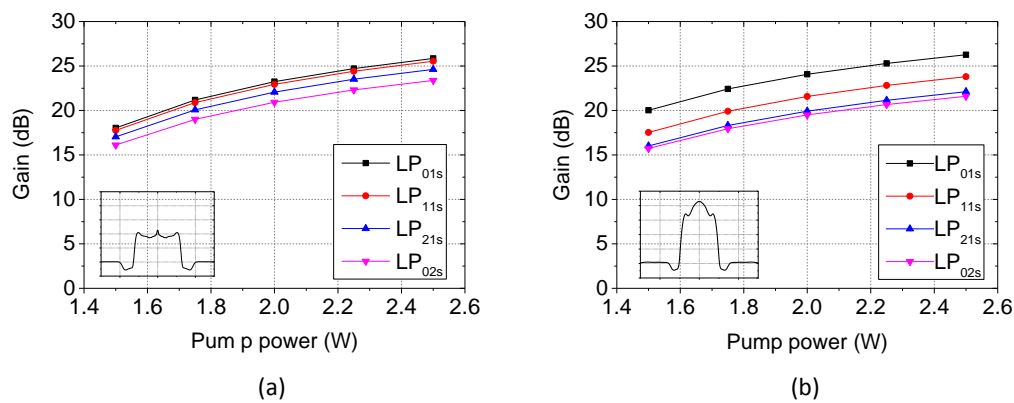 30
25
20
15
10
5
0
Gain (dB)
1.4 1.6 1.8 2.0 2.2 2.4 2.6
Pum p power (W)
LP01s
LP11s
LP21s
LP02s
(a)
30
25
20
15
10
5
0
Gain (dB)
1.4 1.6 1.8 2.0 2.2 2.4 2.6
Pump power (W)
LP01s
LP11s
LP21s
LP02s
(b)